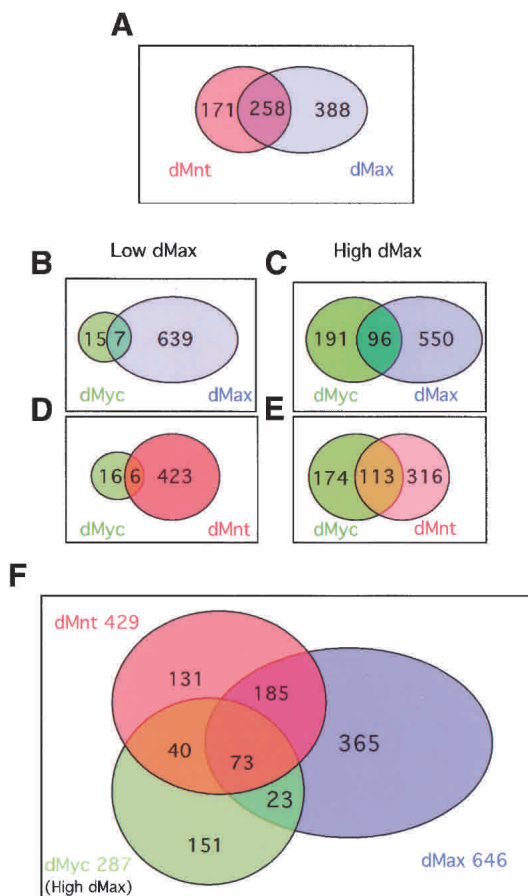 A
171 258 388
dMnt dMax
Low dMax High dMax
B C
15 7 639 191 96 550
dMyc dMax dMyc dMax
D E
16 6 423 174 113 316
dMyc dMnt dMyc dMnt
F
dMnt 429
131
185
365
40
73
23
151
dMyc 287
(High dMax)
dMax 646